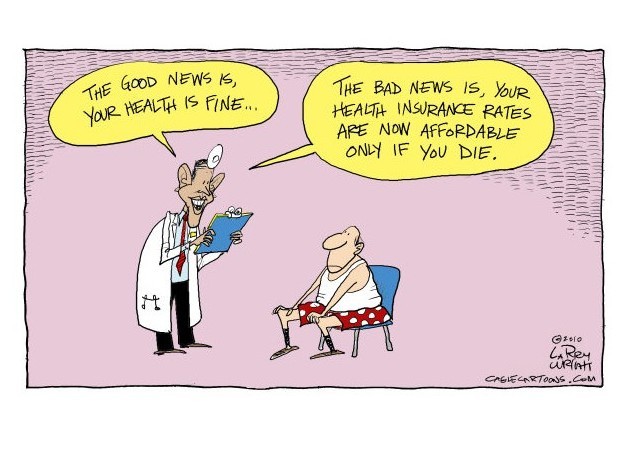 THE GOOD NEWS IS,
YOUR HEALTH IS FINE...
THE BAD NEWS IS, YOUR
HEALTH INSURANCE RATES
ARE NOW AFFORDABLE
ONLY IF YOU DIE.
©2010
LARRY
WRIGHT
CAGLECARTOONS.COM